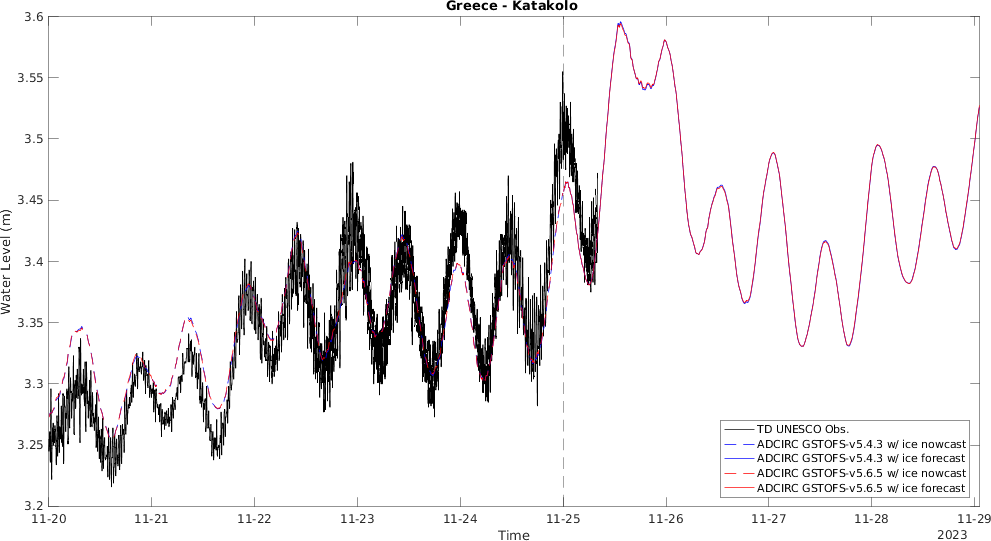 Greece - Katakolo
3.6
3.55
3.5
3.45
3.4
3.35
3.3
3.25
3.2
Water Level (m)
TD UNESCO Obs.
ADCIRC GSTOFS-v5.4.3 w/ ice nowcast
ADCIRC GSTOFS-v5.4.3 w/ ice forecast
ADCIRC GSTOFS-v5.6.5 w/ ice nowcast
ADCIRC GSTOFS-v5.6.5 w/ ice forecast
11-20 11-21 11-22 11-23 11-24 11-25 11-26 11-27 11-28 11-29
Time
2023